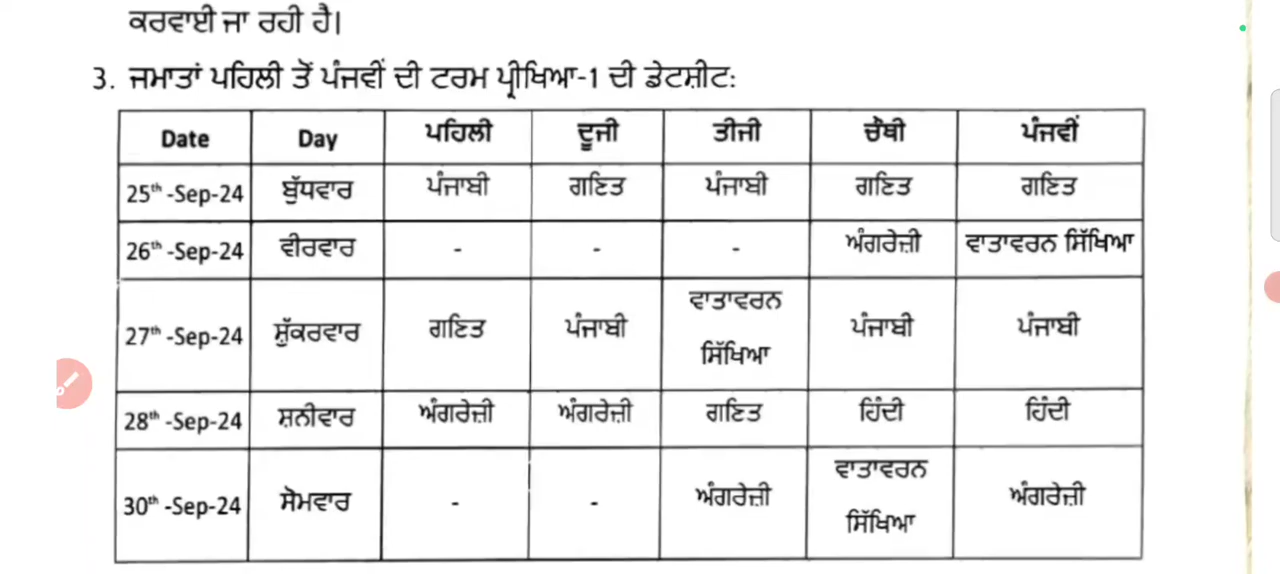 ਕਰਵਾਈ ਜਾ ਰਹੀ ਹੈ।
3. ਜਮਾਤਾਂ ਪਹਿਲੀ ਤੋਂ ਪੰਜਵੀਂ ਦੀ ਟਰਮ ਪ੍ਰੀਖਿਆ-1 ਦੀ ਡੇਟਸ਼ੀਟ:
Date Day ਪਹਿਲੀ ਦੂਜੀ ਤੀਜੀ ਚੌਥੀ ਪੰਜਵੀਂ
25th -Sep-24 ਬੁੱਧਵਾਰ ਪੰਜਾਬੀ ਗਣਿਤ ਪੰਜਾਬੀ ਗਣਿਤ ਗਣਿਤ
26th -Sep-24 ਵੀਰਵਾਰ - - - ਅੰਗਰੇਜ਼ੀ ਵਾਤਾਵਰਨ ਸਿੱਖਿਆ
27th -Sep-24 ਸ਼ੁੱਕਰਵਾਰ ਗਣਿਤ ਪੰਜਾਬੀ ਵਾਤਾਵਰਨ ਸਿੱਖਿਆ ਪੰਜਾਬੀ ਪੰਜਾਬੀ
28th -Sep-24 ਸ਼ਨੀਵਾਰ ਅੰਗਰੇਜ਼ੀ ਅੰਗਰੇਜ਼ੀ ਗਣਿਤ ਹਿੰਦੀ ਹਿੰਦੀ
30th -Sep-24 ਸੋਮਵਾਰ - - ਅੰਗਰੇਜ਼ੀ ਵਾਤਾਵਰਨ ਸਿੱਖਿਆ ਅੰਗਰੇਜ਼ੀ